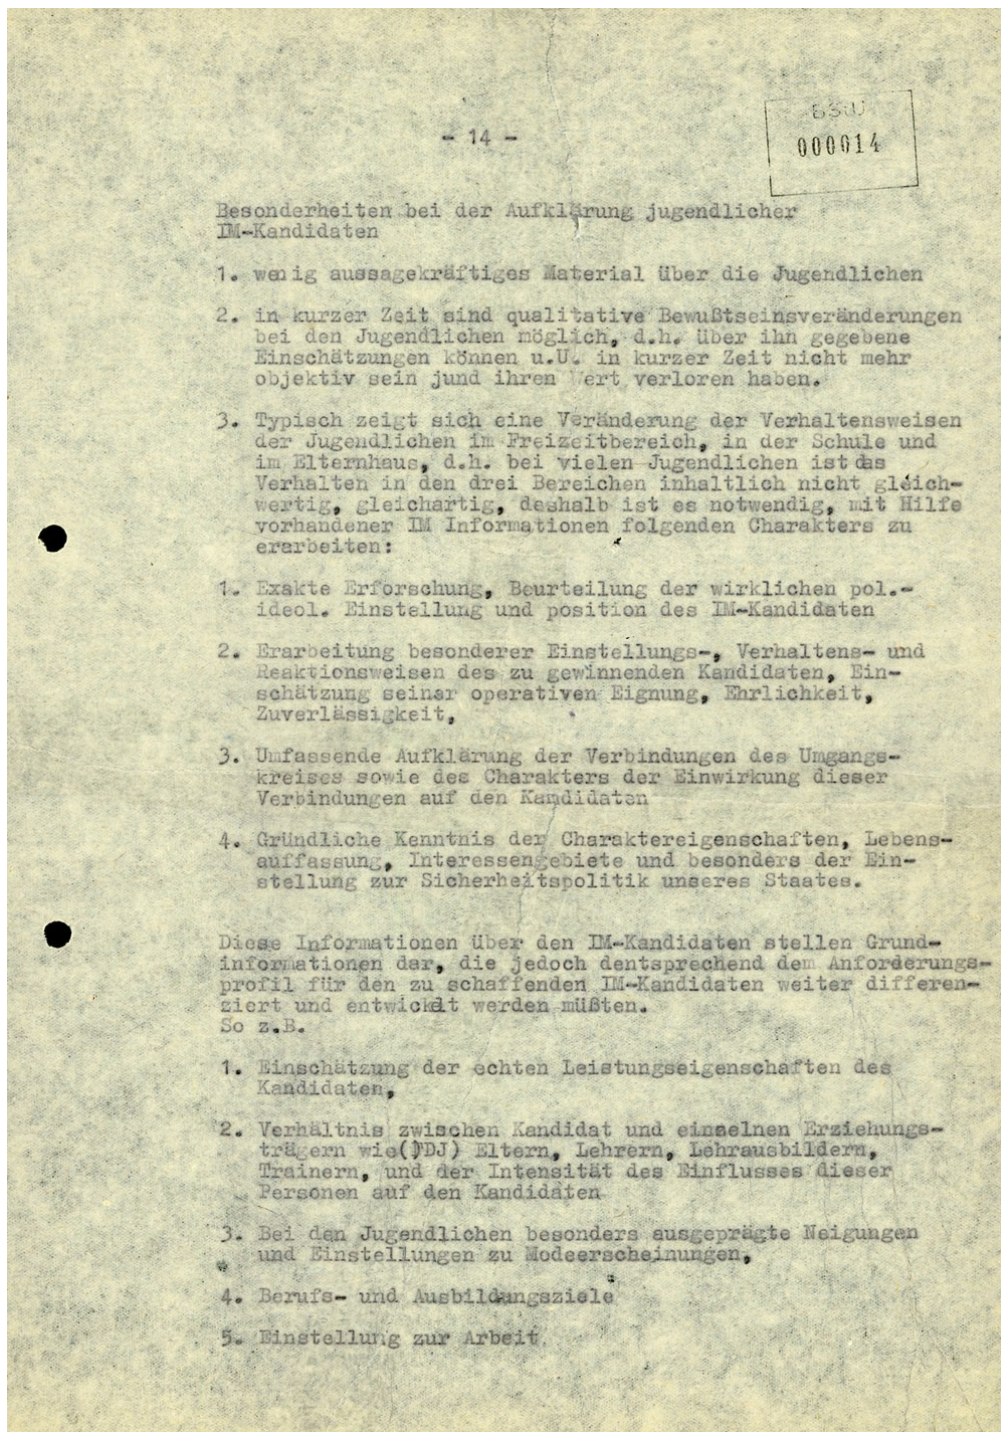 - 14 -
BStU
000014
Besonderheiten bei der Aufklärung jugendlicher
IM-Kandidaten
1. wenig aussagekräftiges Material über die Jugendlichen
2. in kurzer Zeit sind qualitative Bewußtseinsveränderungen
bei den Jugendlichen möglich, d.h. über ihn gegebene
Einschätzungen können u.U. in kurzer Zeit nicht mehr
objektiv sein jund ihren Wert verloren haben.
3. Typisch zeigt sich eine Veränderung der Verhaltensweisen
der Jugendlichen im Freizeitbereich, in der Schule und
im Elternhaus, d.h. bei vielen Jugendlichen ist das
Verhalten in den drei Bereichen inhaltlich nicht gleich-
wertig, gleichartig, deshalb ist es notwendig, mit Hilfe
vorhandener IM Informationen folgenden Charakters zu
erarbeiten:
1. Exakte Erforschung, Beurteilung der wirklichen pol.-
ideol. Einstellung und position des IM-Kandidaten
2. Erarbeitung besonderer Einstellungs-, Verhaltens- und
Reaktionsweisen des zu gewinnenden Kandidaten, Ein-
schätzung seiner operativen Eignung, Ehrlichkeit,
Zuverlässigkeit,
3. Umfassende Aufklärung der Verbindungen des Umgangs-
kreises sowie des Charakters der Einwirkung dieser
Verbindungen auf den Kandidaten
4. Gründliche Kenntnis der Charaktereigenschaften, Lebens-
auffassung, Interessengebiete und besonders der Ein-
stellung zur Sicherheitspolitik unseres Staates.
Diese Informationen über den IM-Kandidaten stellen Grund-
informationen dar, die jedoch dentsprechend dem Anforderungs-
profil für den zu schaffenden IM-Kandidaten weiter differen-
ziert und entwickelt werden müßten.
So z.B.
1. Einschätzung der echten Leistungseigenschaften des
Kandidaten,
2. Verhältnis zwischen Kandidat und einzelnen Erziehungs-
trägern wie(FDJ) Eltern, Lehrern, Lehrausbildern,
Trainern, und der Intensität des Einflusses dieser
Personen auf den Kandidaten
3. Bei den Jugendlichen besonders ausgeprägte Neigungen
und Einstellungen zu Modeerscheinungen,
4. Berufs- und Ausbildungsziele
5. Einstellung zur Arbeit